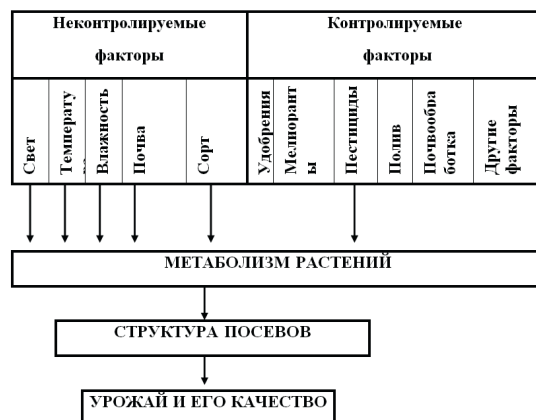 Неконтролируемые
факторы
Контролируемые
факторы
Свет
Температу
Влажность
Почва
Сорт
Удобрения
Мелиорант
ы
Пестициды
Полив
Почвообра
ботка
Другие
факторы
МЕТАБОЛИЗМ РАСТЕНИЙ
СТРУКТУРА ПОСЕВОВ
УРОЖАЙ И ЕГО КАЧЕСТВО